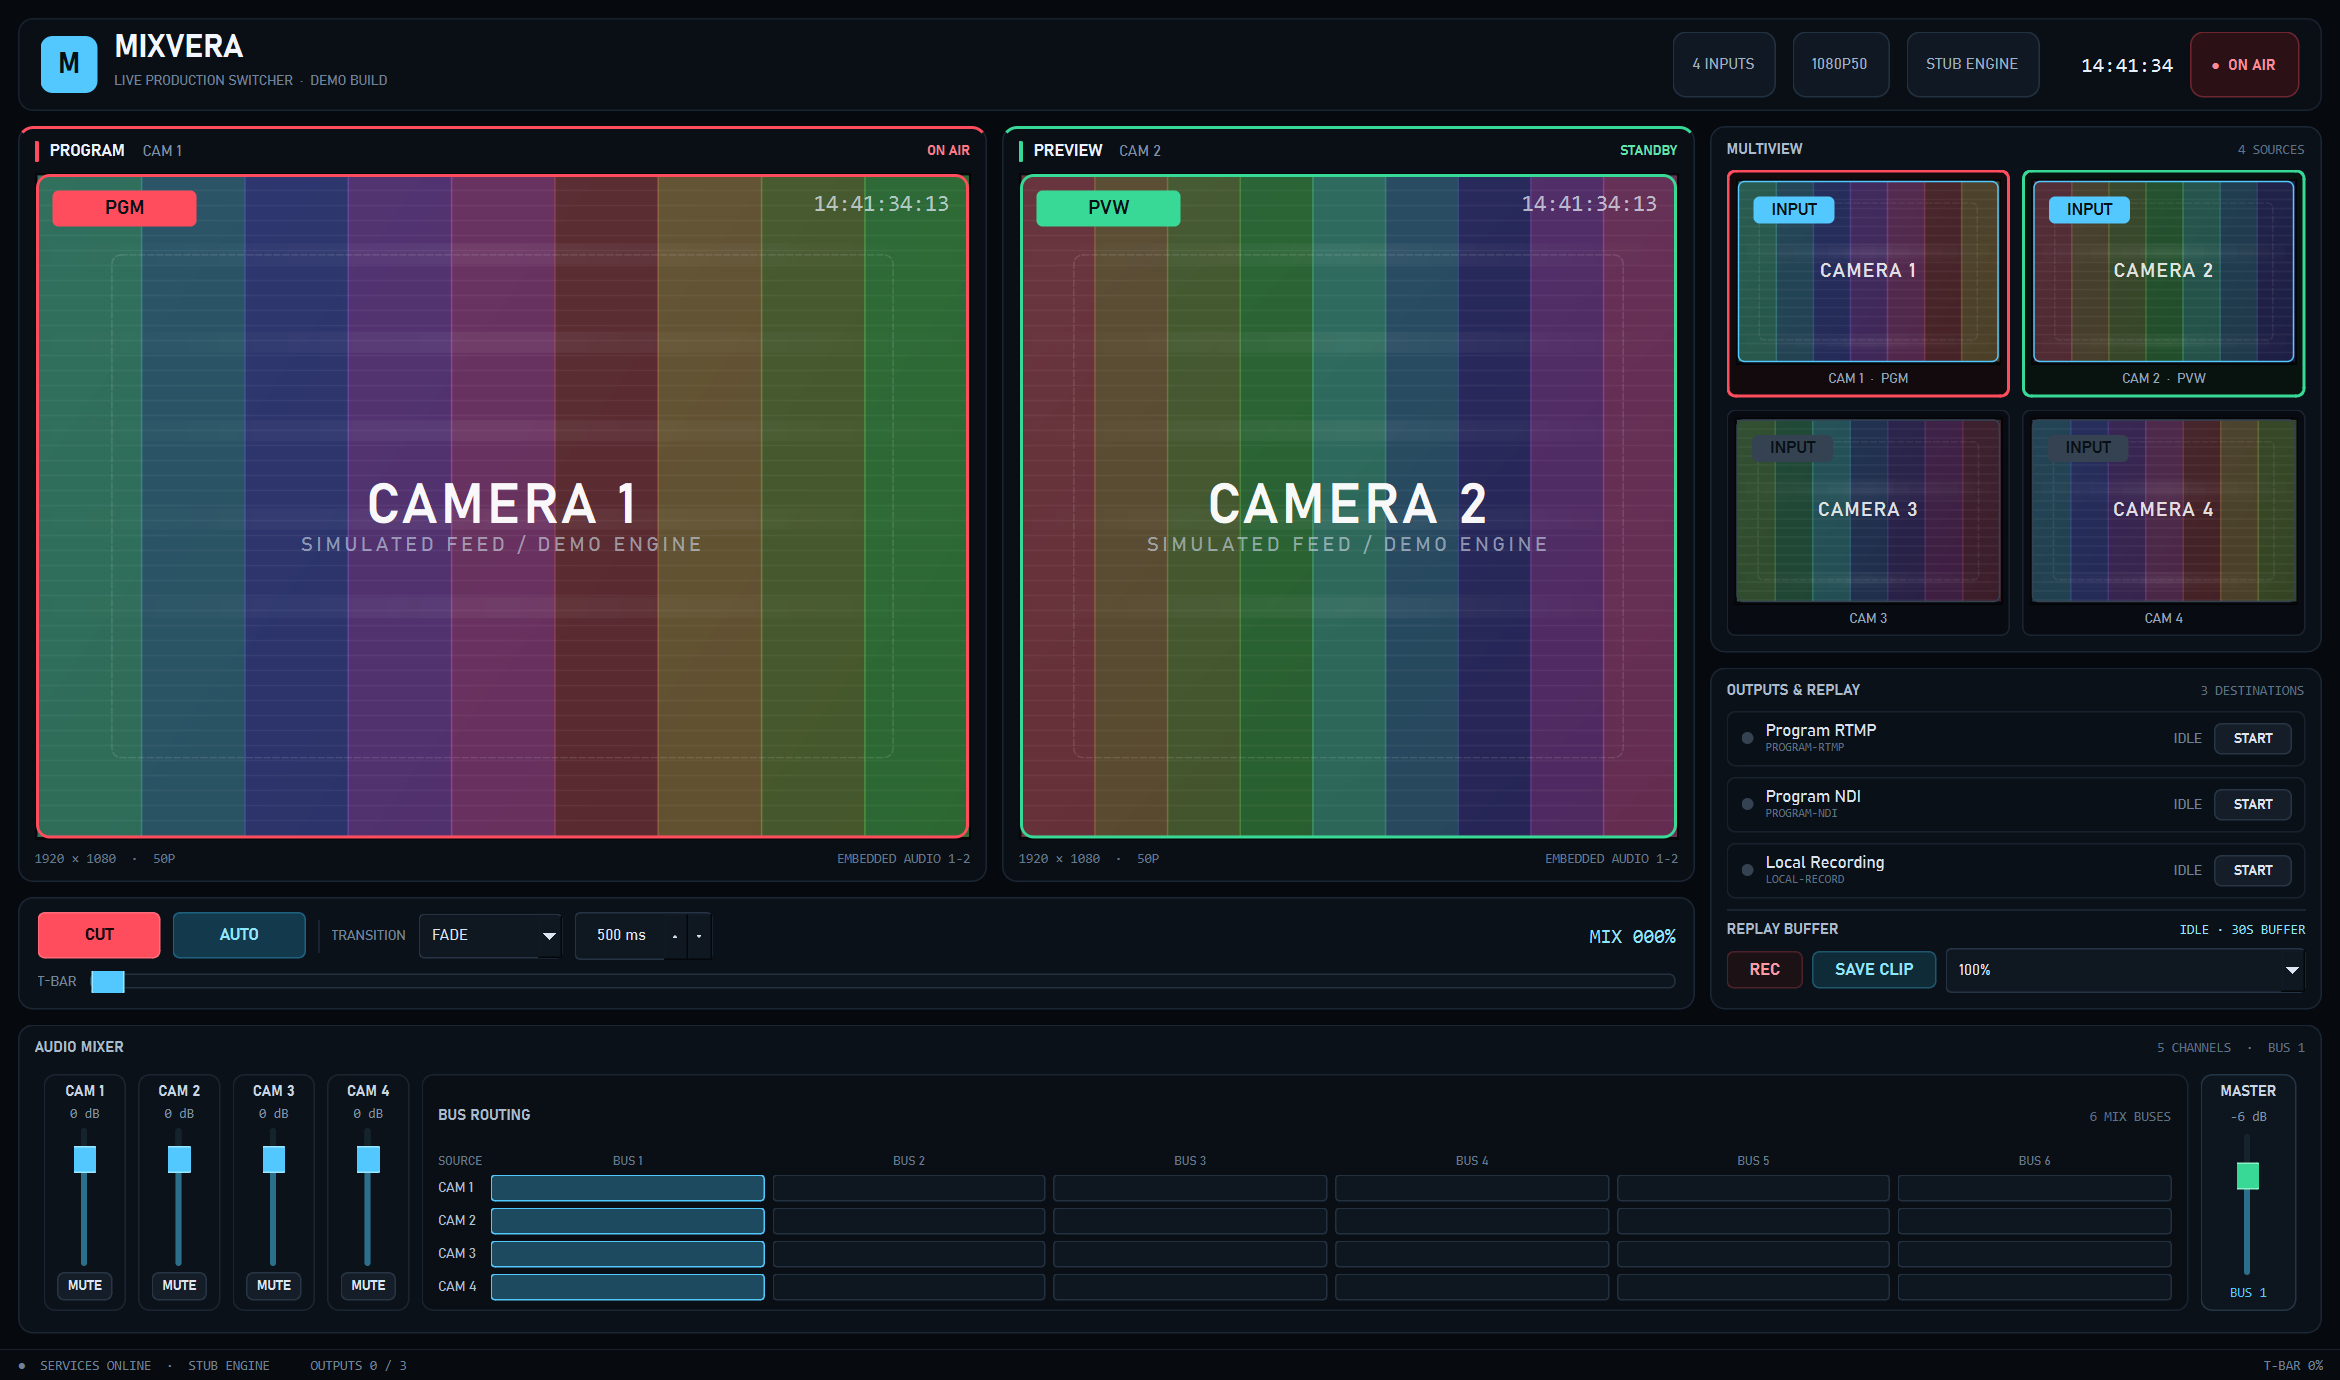 M
MIXVERA
LIVE PRODUCTION SWITCHER · DEMO BUILD
4 INPUTS
1080P50
STUB ENGINE
14:41:34
● ON AIR
PROGRAM CAM 1
ON AIR
PGM
14:41:34:13
CAMERA 1
SIMULATED FEED / DEMO ENGINE
1920 × 1080 · 50P
EMBEDDED AUDIO 1-2
PREVIEW CAM 2
STANDBY
PVW
14:41:34:13
CAMERA 2
SIMULATED FEED / DEMO ENGINE
1920 × 1080 · 50P
EMBEDDED AUDIO 1-2
MULTIVIEW
4 SOURCES
INPUT
CAMERA 1
CAM 1 · PGM
INPUT
CAMERA 2
CAM 2 · PVW
INPUT
CAMERA 3
CAM 3
INPUT
CAMERA 4
CAM 4
OUTPUTS & REPLAY
3 DESTINATIONS
Program RTMP
PROGRAM-RTMP
IDLE
START
Program NDI
PROGRAM-NDI
IDLE
START
Local Recording
LOCAL-RECORD
IDLE
START
REPLAY BUFFER
IDLE · 30S BUFFER
REC
SAVE CLIP
100%
CUT
AUTO
TRANSITION
FADE
500 ms
MIX 000%
T-BAR
AUDIO MIXER
5 CHANNELS · BUS 1
CAM 1
0 dB
MUTE
CAM 2
0 dB
MUTE
CAM 3
0 dB
MUTE
CAM 4
0 dB
MUTE
BUS ROUTING
6 MIX BUSES
SOURCE BUS 1 BUS 2 BUS 3 BUS 4 BUS 5 BUS 6
CAM 1
CAM 2
CAM 3
CAM 4
MASTER
-6 dB
BUS 1
● SERVICES ONLINE · STUB ENGINE OUTPUTS 0 / 3
T-BAR 0%